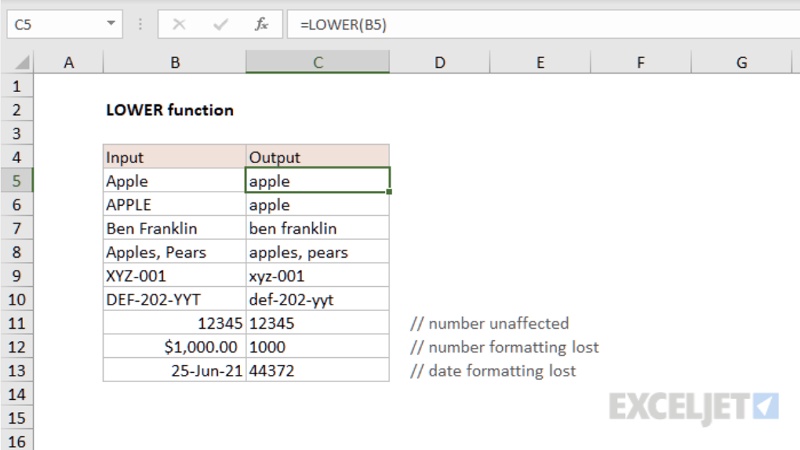 C5 fx =LOWER(B5)
A B C D E F G
1
2 LOWER function
3
4 Input Output
5 Apple apple
6 APPLE apple
7 Ben Franklin ben franklin
8 Apples, Pears apples, pears
9 XYZ-001 xyz-001
10 DEF-202-YYT def-202-yyt
11 12345 12345 // number unaffected
12 $1,000.00 1000 // number formatting lost
13 25-Jun-21 44372 // date formatting lost
14
15 EXCELJET
16